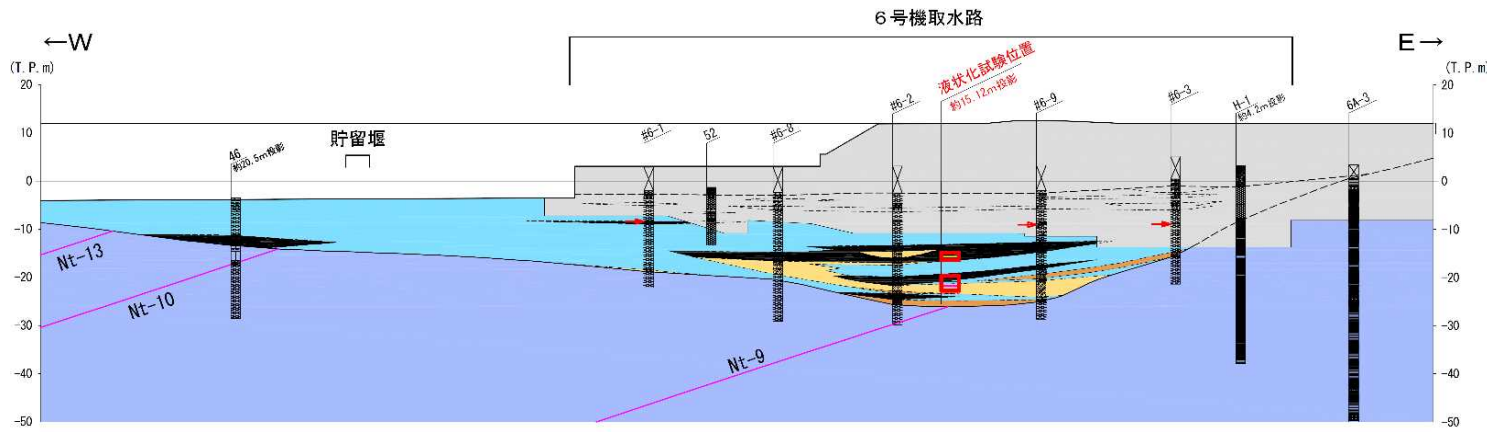 6号機取水路
←W
E→
(T.P.m)
(T.P.m)
液状化試験位置
約15.12m投影
20
20
#6-1
52
#6-8
#6-2
#6-9
#6-3
H-1
約4.2m投影
6A-3
10
10
46
約20.5m投影
貯留堰
0
0
-10
-10
Nt-13
-20
-20
Nt-10
-30
-30
Nt-9
-40
-40
-50
-50